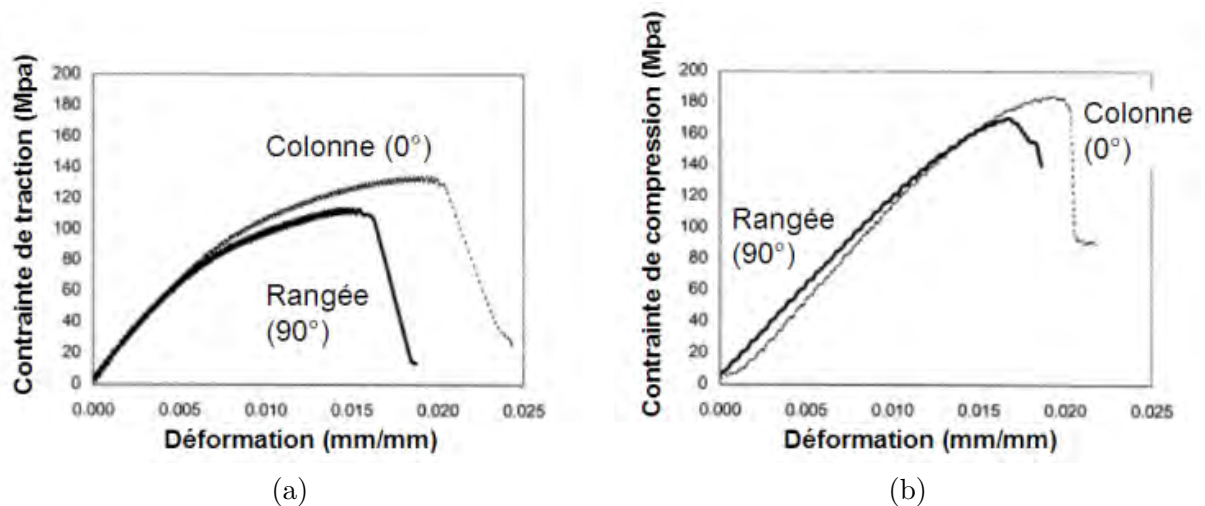 Contrainte de traction (Mpa)
200
180
160
140
120
100
80
60
40
20
0
Colonne (0°)
Rangée
(90°)
0.000 0.005 0.010 0.015 0.020 0.025
Déformation (mm/mm)
(a)
Contrainte de compression (Mpa)
200
180
160
140
120
100
80
60
40
20
0
Colonne
(0°)
Rangée
(90°)
0.000 0.005 0.010 0.015 0.020 0.025
Déformation (mm/mm)
(b)